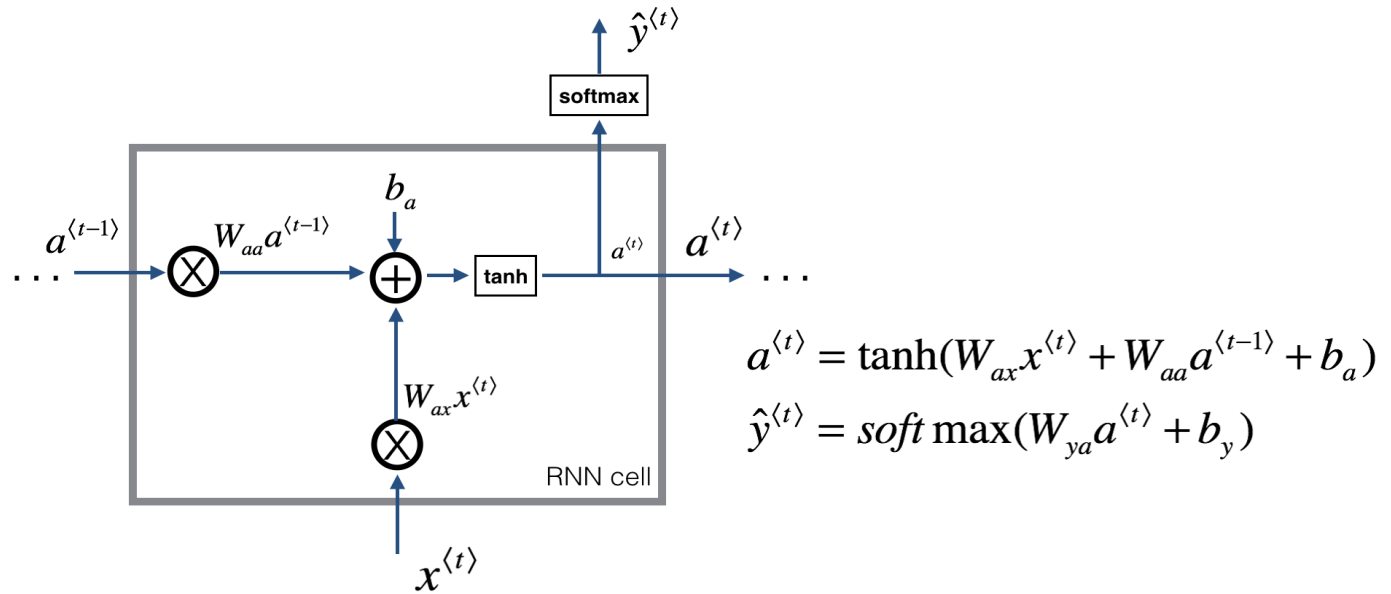 ŷ⟨t⟩
softmax
b_a
a⟨t−1⟩
W_aa a⟨t−1⟩
a⟨t⟩
a⟨t⟩
. . .
+
tanh
. . .
a⟨t⟩ = tanh(W_ax x⟨t⟩ + W_aa a⟨t−1⟩ + b_a)
W_ax x⟨t⟩
ŷ⟨t⟩ = soft max(W_ya a⟨t⟩ + b_y)
RNN cell
x⟨t⟩